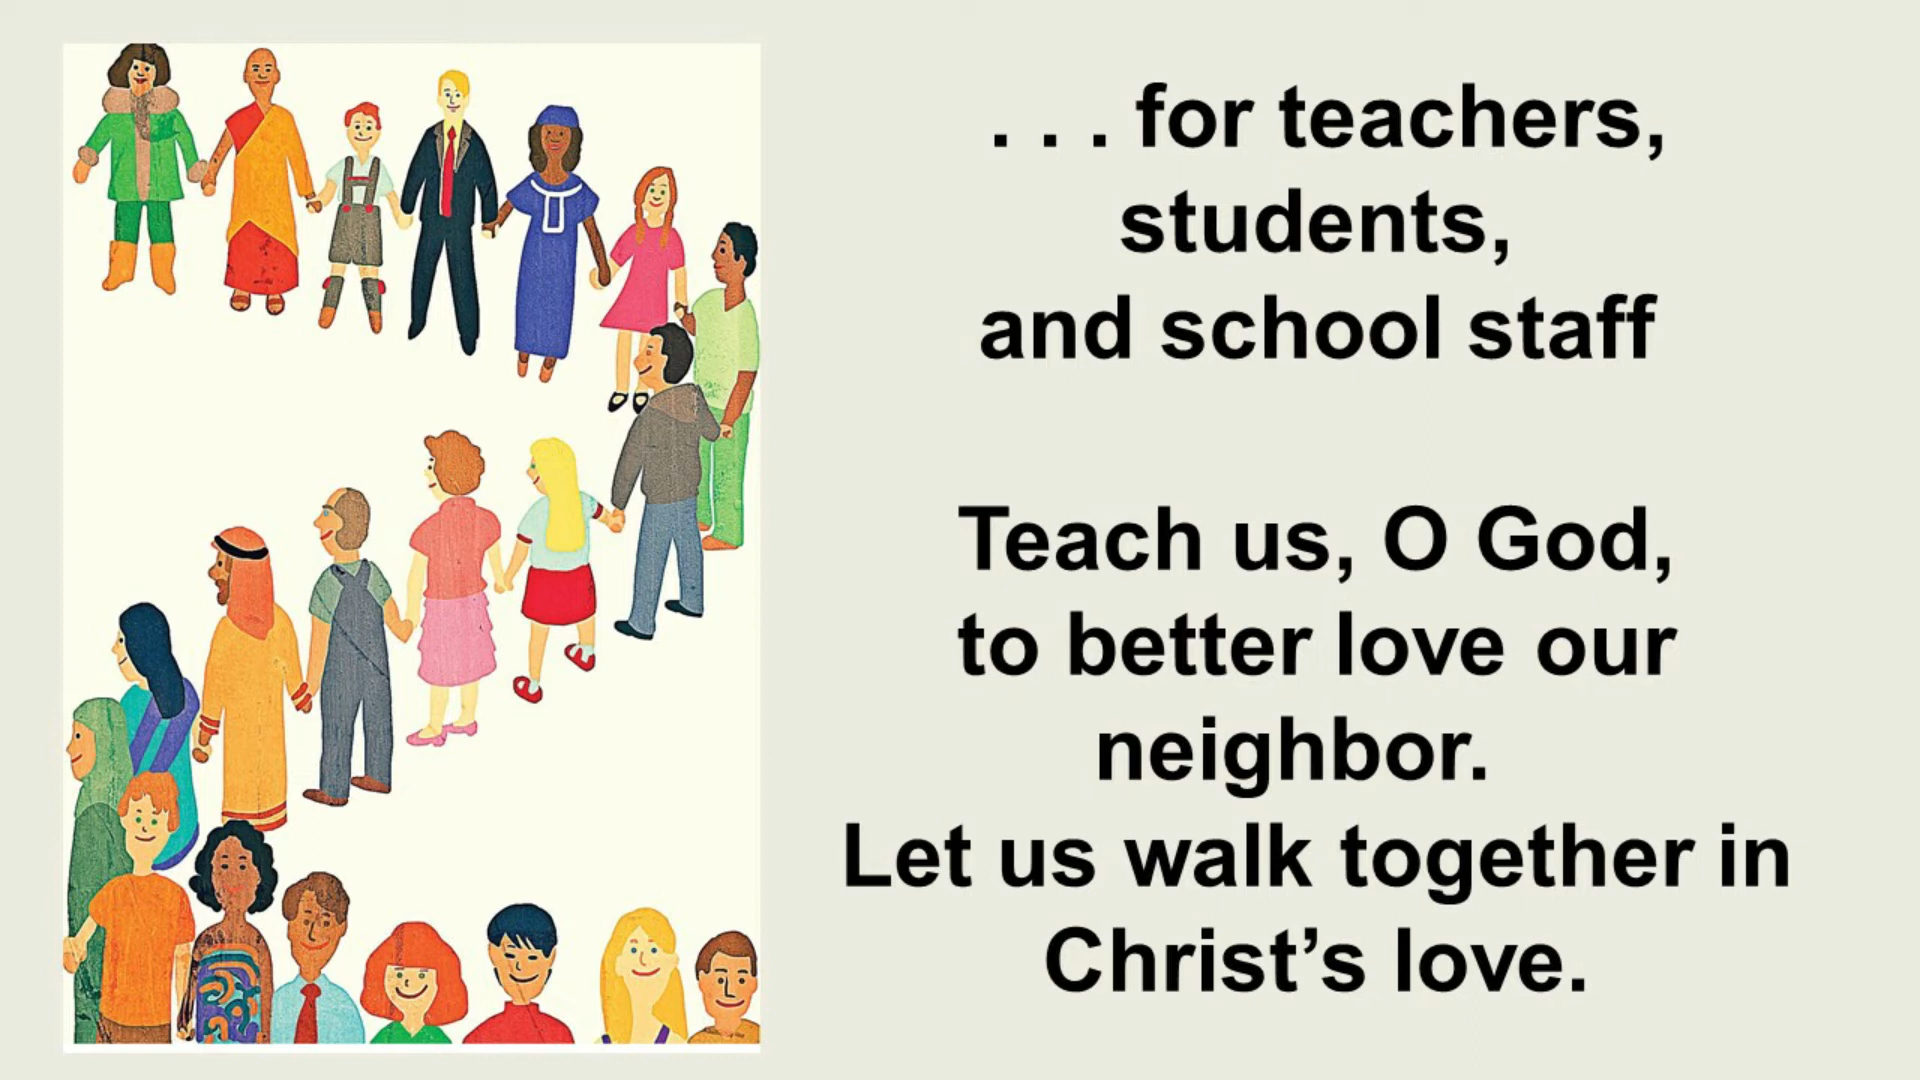 . . . for teachers,
students,
and school staff
Teach us, O God,
to better love our
neighbor.
Let us walk together in
Christ’s love.